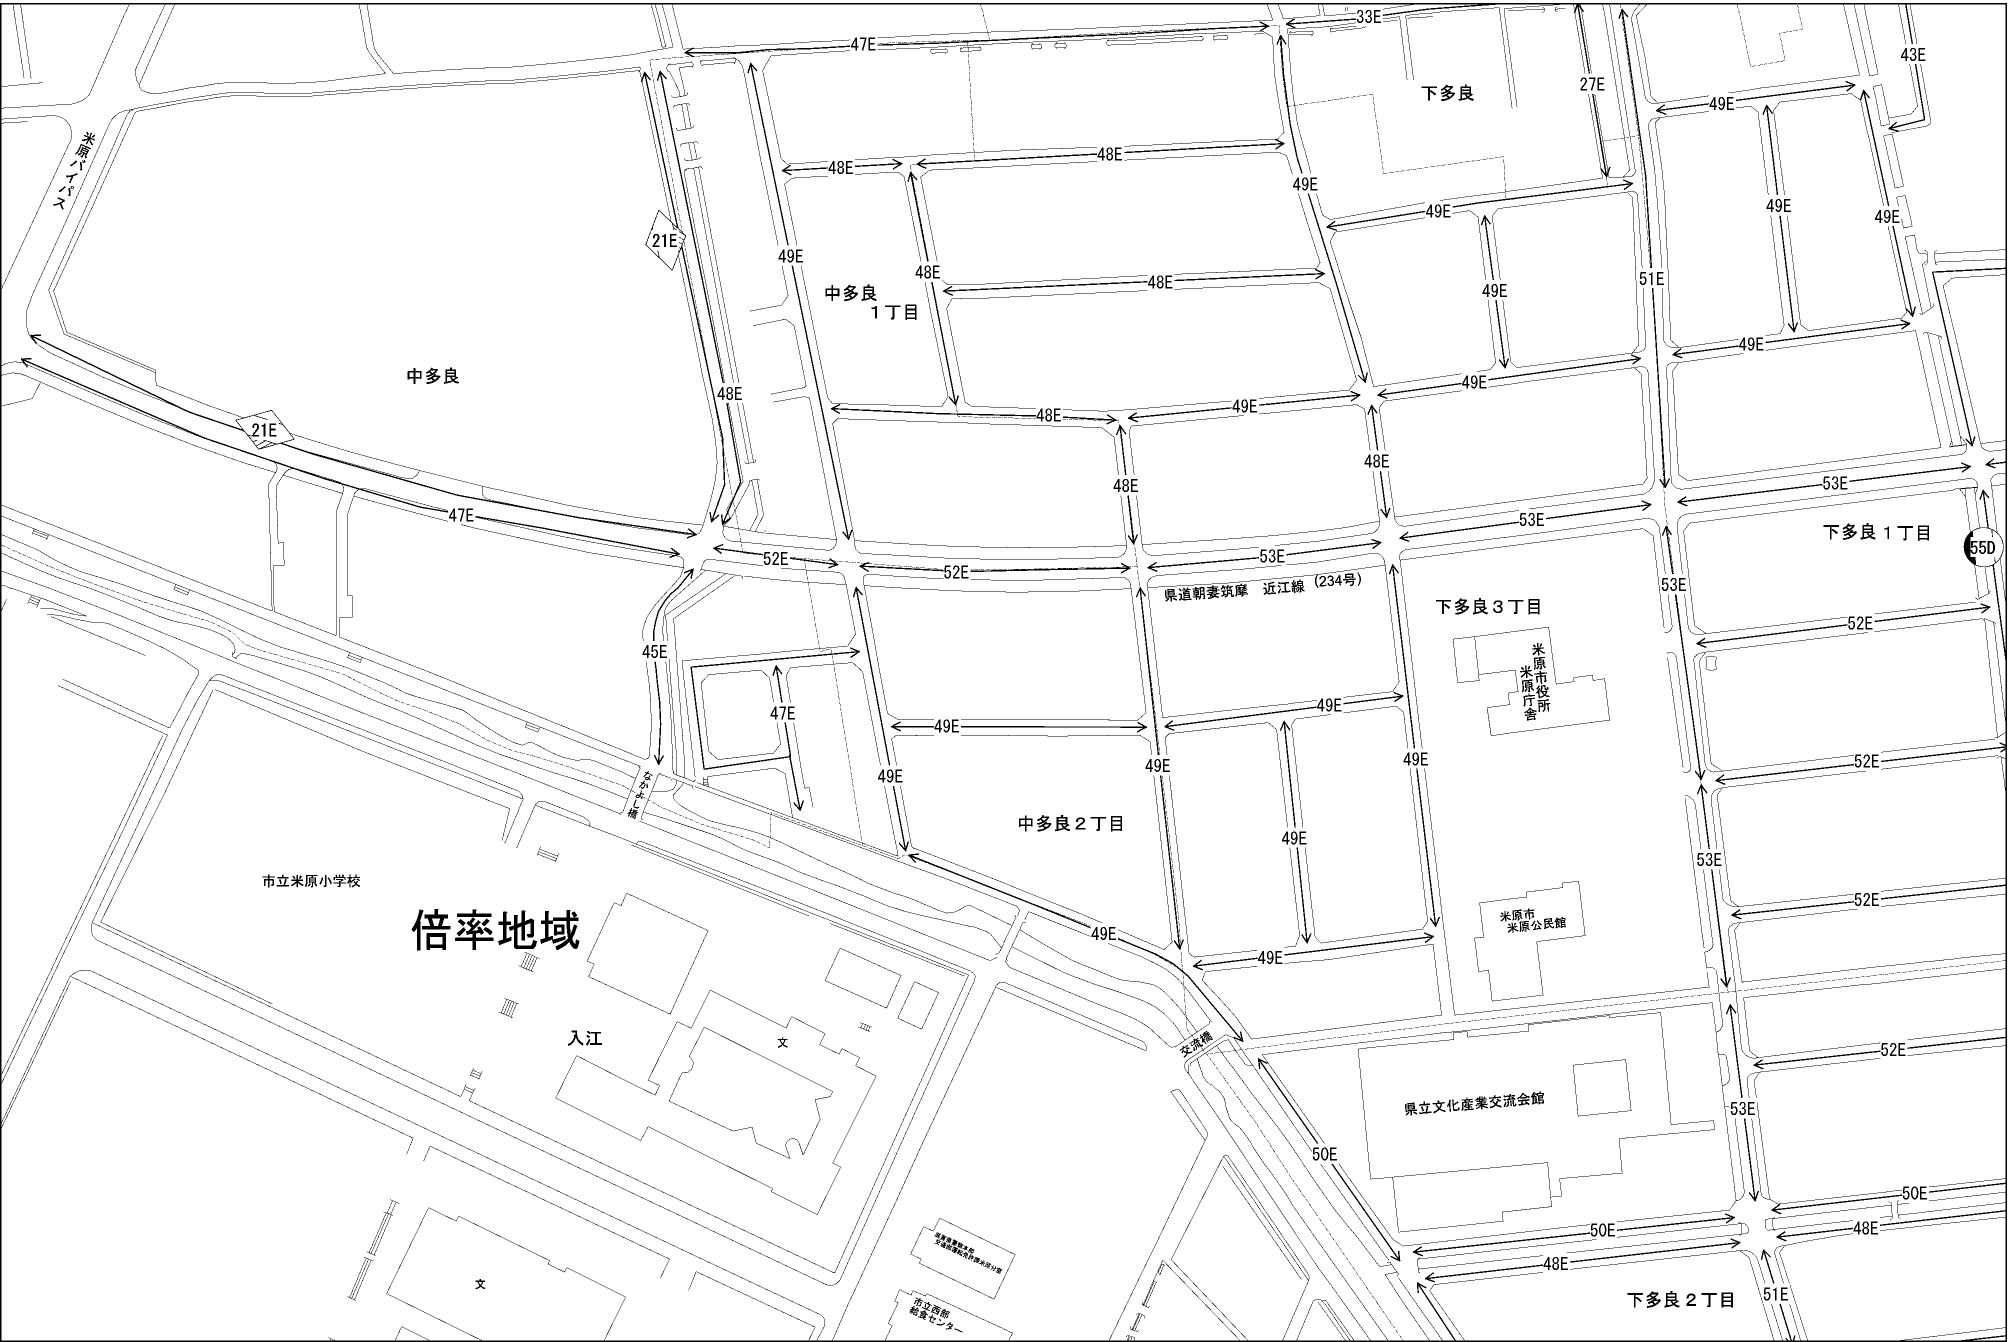 33E
47E
43E
27E
下多良
49E
米原バイパス
48E
48E
49E
49E
49E
49E
21E
49E
48E
51E
48E
49E
中多良
1丁目
49E
49E
中多良
49E
48E
49E
48E
21E
48E
53E
48E
47E
53E
下多良1丁目
55D
52E
52E
53E
県道朝妻筑摩 近江線 (234号)
53E
下多良3丁目
52E
45E
米原市役所
米原庁舎
47E
49E
49E
49E
49E
49E
52E
なかよし橋
中多良2丁目
49E
53E
市立米原小学校
52E
倍率地域
米原市
米原公民館
49E
49E
入江
文
交流橋
52E
県立文化産業交流会館
53E
50E
50E
50E
48E
48E
文
市立西部
給食センター
51E
下多良2丁目